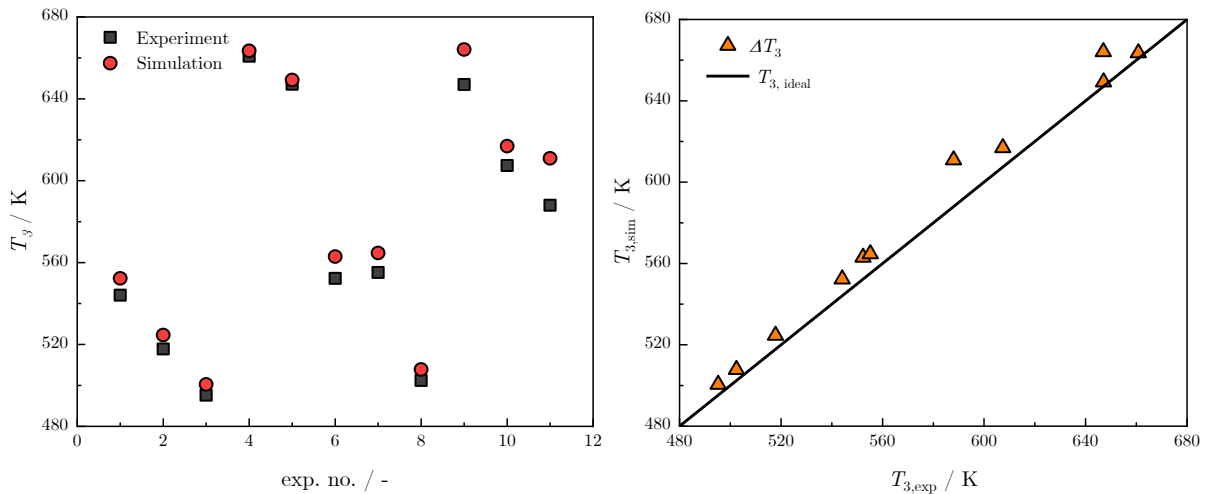 680
640
600
560
520
480
T3 / K
Experiment
Simulation
0 2 4 6 8 10 12
exp. no. / -
680
640
600
560
520
480
T3,sim / K
ΔT3
T3, ideal
480 520 560 600 640 680
T3,exp / K